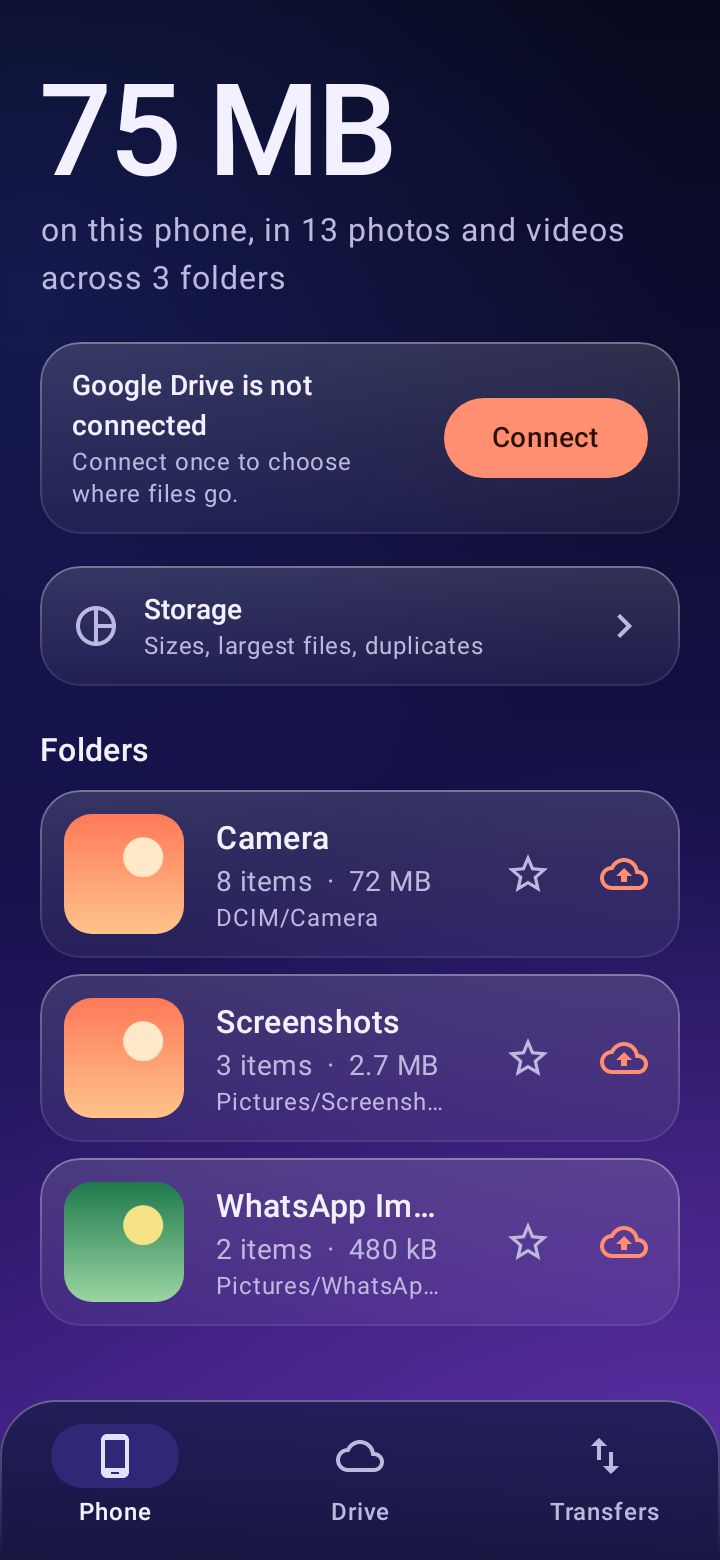 75 MB
on this phone, in 13 photos and videos
across 3 folders
Google Drive is not
connected
Connect once to choose
where files go.
Connect
Storage
Sizes, largest files, duplicates
Folders
Camera
8 items · 72 MB
DCIM/Camera
Screenshots
3 items · 2.7 MB
Pictures/Screensh…
WhatsApp Im…
2 items · 480 kB
Pictures/WhatsAp…
Phone
Drive
Transfers